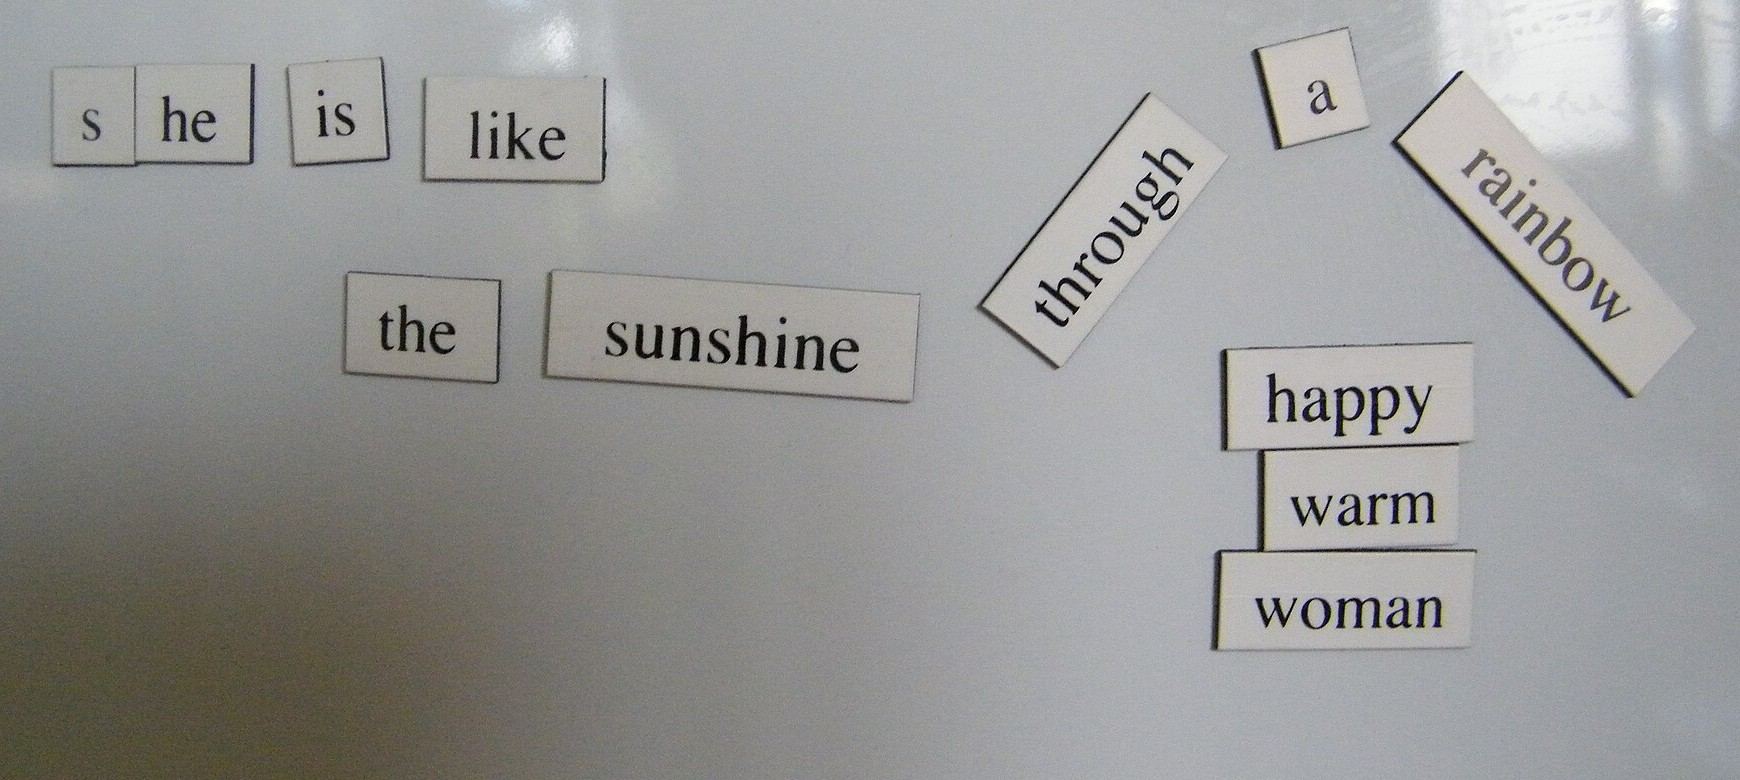 s he is like
the sunshine
through a rainbow
happy
warm
woman